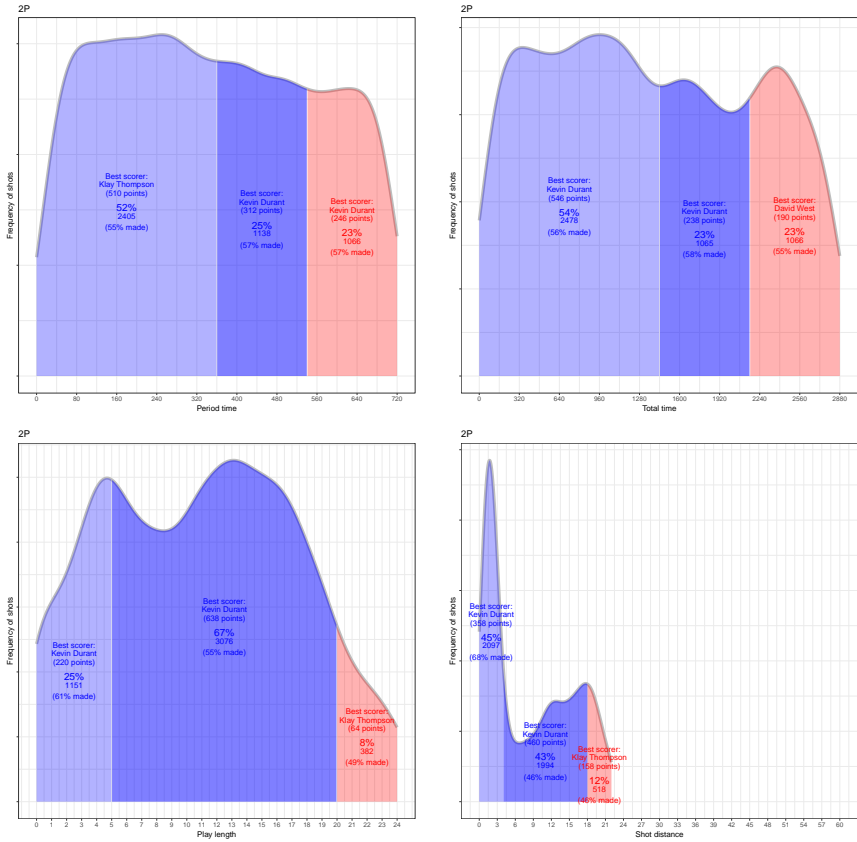 2P
Frequency of shots
Best scorer:
Klay Thompson
(510 points)
52%
2405
(55% made)
Best scorer:
Kevin Durant
(312 points)
25%
1138
(57% made)
Best scorer:
Kevin Durant
(246 points)
23%
1066
(57% made)
0 80 160 240 320 400 480 560 640 720
Period time
2P
Frequency of shots
Best scorer:
Kevin Durant
(546 points)
54%
2478
(56% made)
Best scorer:
Kevin Durant
(238 points)
23%
1065
(58% made)
Best scorer:
David West
(190 points)
23%
1066
(55% made)
0 320 640 960 1280 1600 1920 2240 2560 2880
Total time
2P
Frequency of shots
Best scorer:
Kevin Durant
(220 points)
25%
1151
(61% made)
Best scorer:
Kevin Durant
(638 points)
67%
3076
(55% made)
Best scorer:
Klay Thompson
(64 points)
8%
382
(49% made)
0 1 2 3 4 5 6 7 8 9 10 11 12 13 14 15 16 17 18 19 20 21 22 23 24
Play length
2P
Frequency of shots
Best scorer:
Kevin Durant
(358 points)
45%
2097
(68% made)
Best scorer:
Kevin Durant
(460 points)
43%
1994
(46% made)
Best scorer:
Klay Thompson
(158 points)
12%
518
(46% made)
0 3 6 9 12 15 18 21 24 27 30 33 36 39 42 45 48 51 54 57 60
Shot distance